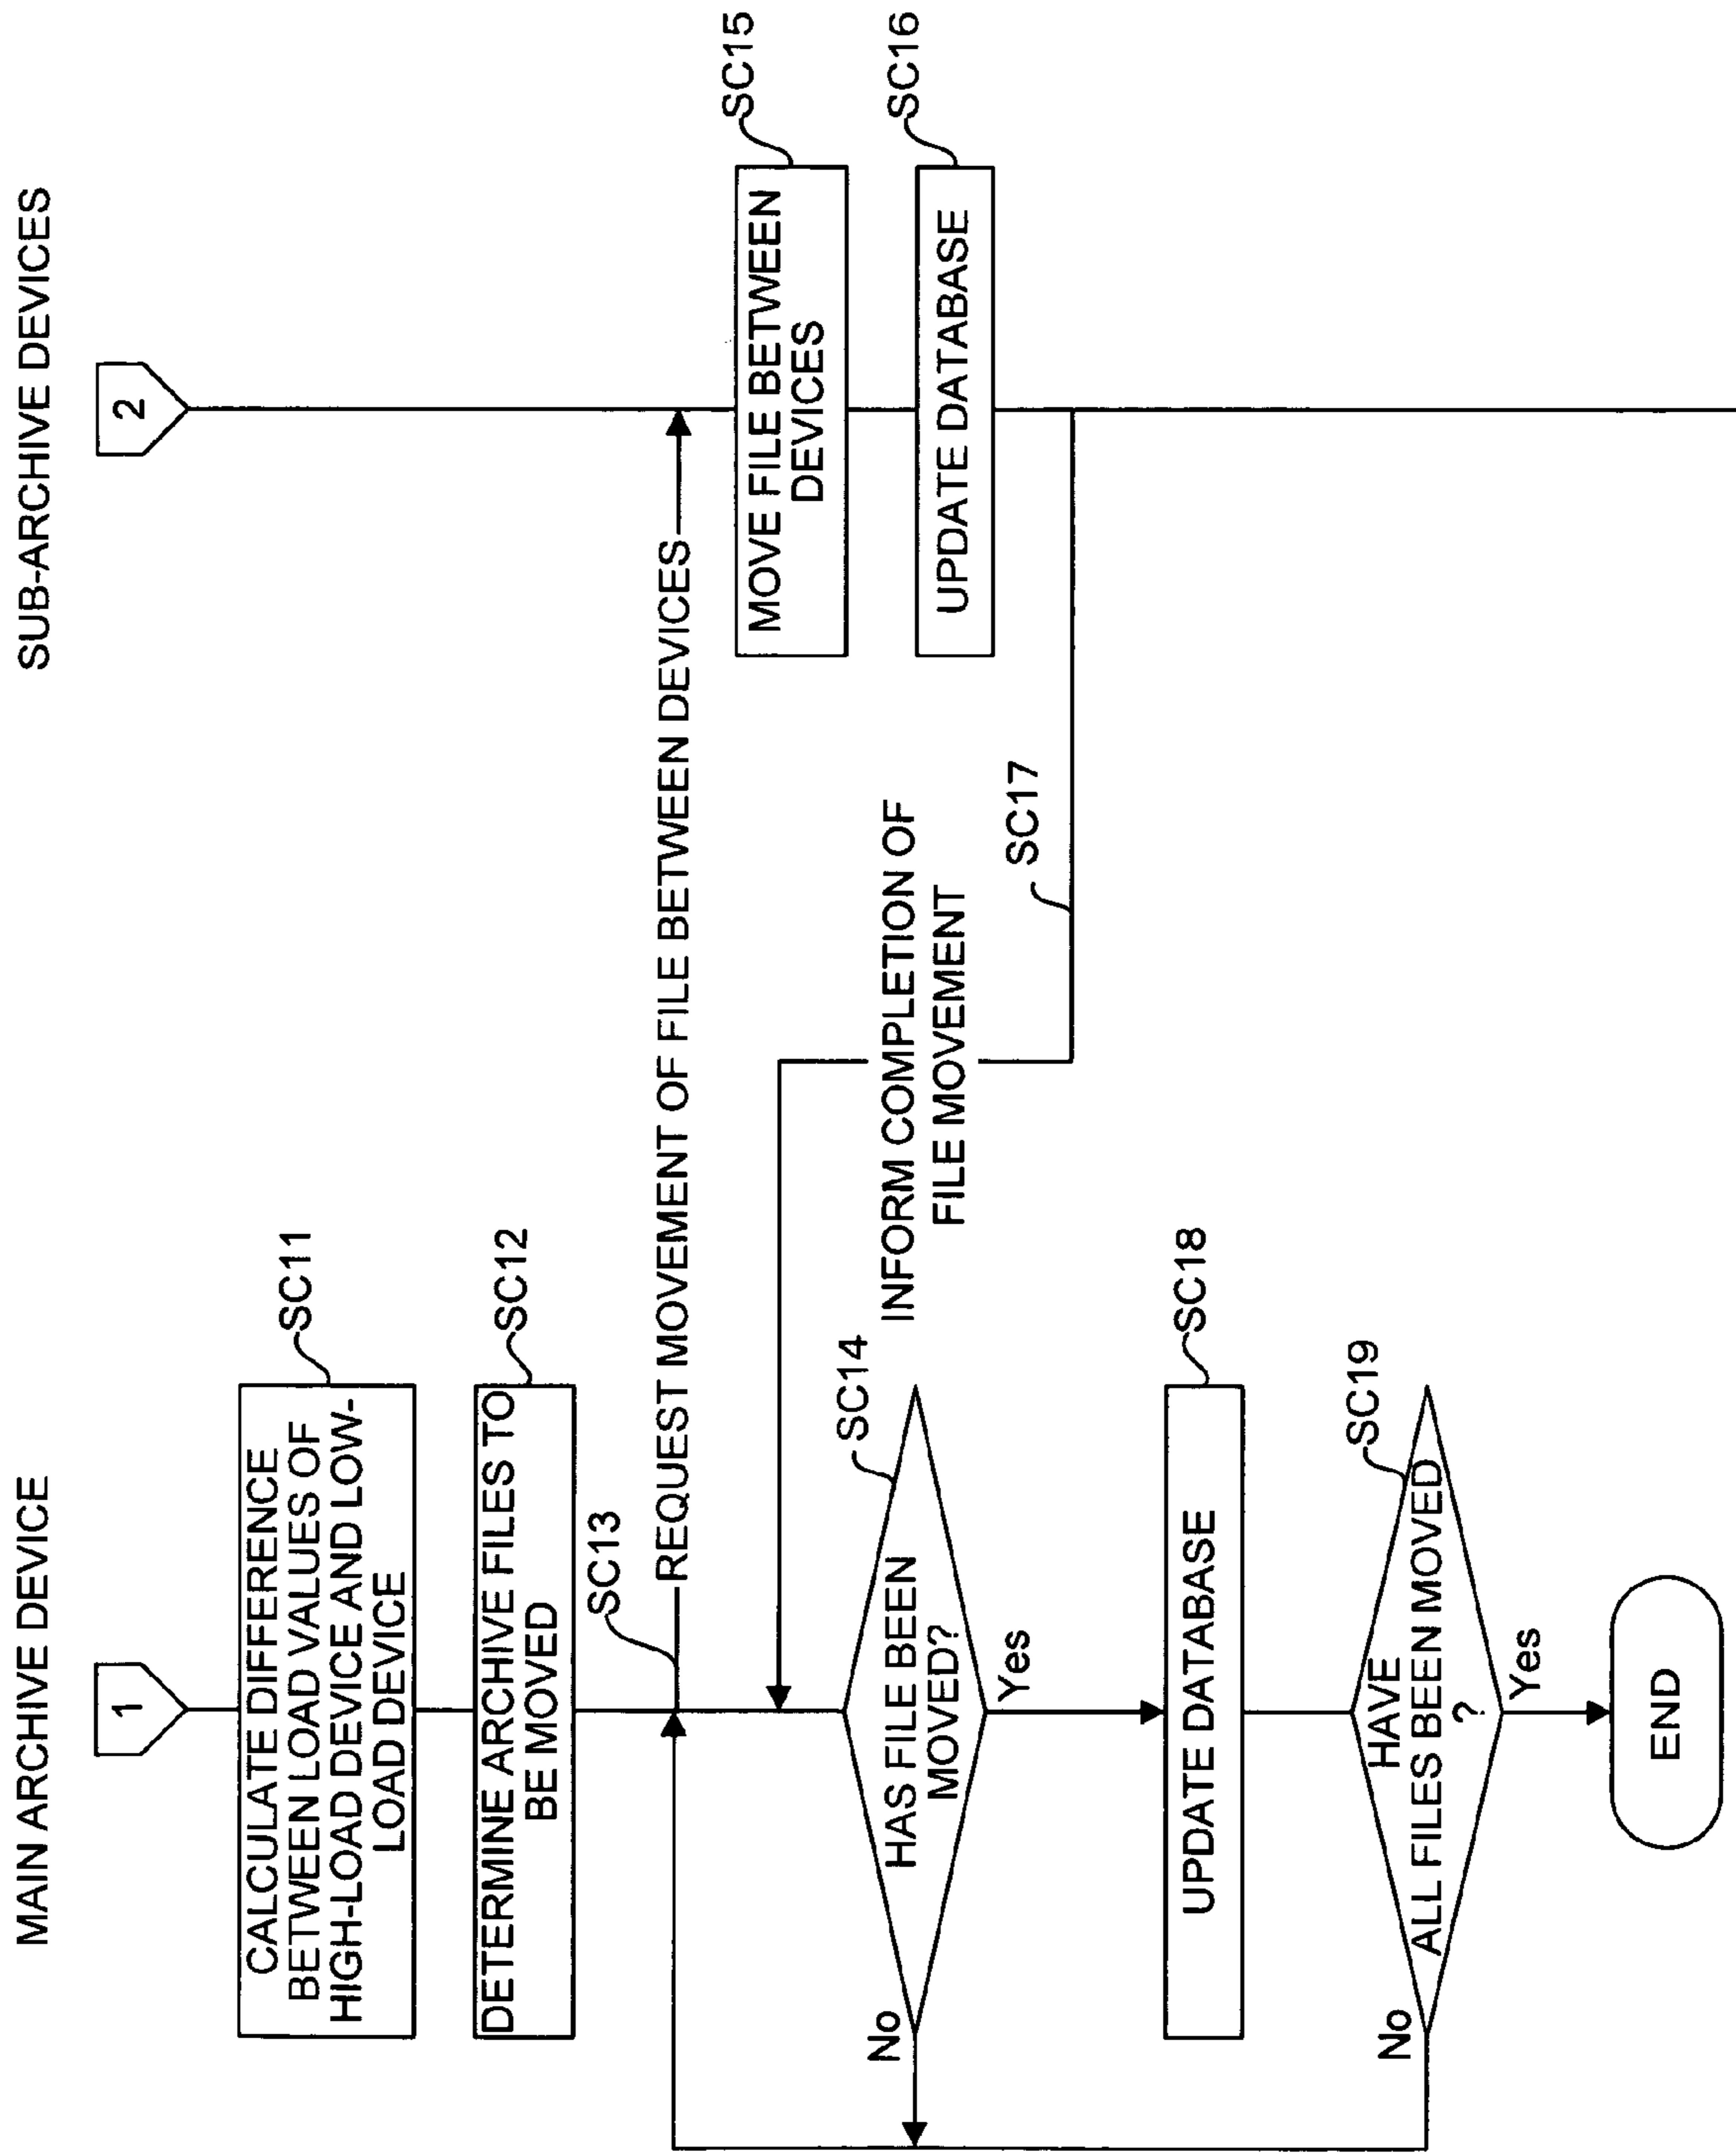 MAIN ARCHIVE DEVICE
SUB-ARCHIVE DEVICES
1
2
CALCULATE DIFFERENCE
BETWEEN LOAD VALUES OF
HIGH-LOAD DEVICE AND LOW-
LOAD DEVICE
SC11
DETERMINE ARCHIVE FILES TO
BE MOVED
SC12
SC13
REQUEST MOVEMENT OF FILE BETWEEN DEVICES
MOVE FILE BETWEEN
DEVICES
SC15
UPDATE DATABASE
SC16
INFORM COMPLETION OF
FILE MOVEMENT
SC17
HAS FILE BEEN
MOVED?
SC14
No
Yes
UPDATE DATABASE
SC18
HAVE
ALL FILES BEEN MOVED
?
SC19
No
Yes
END